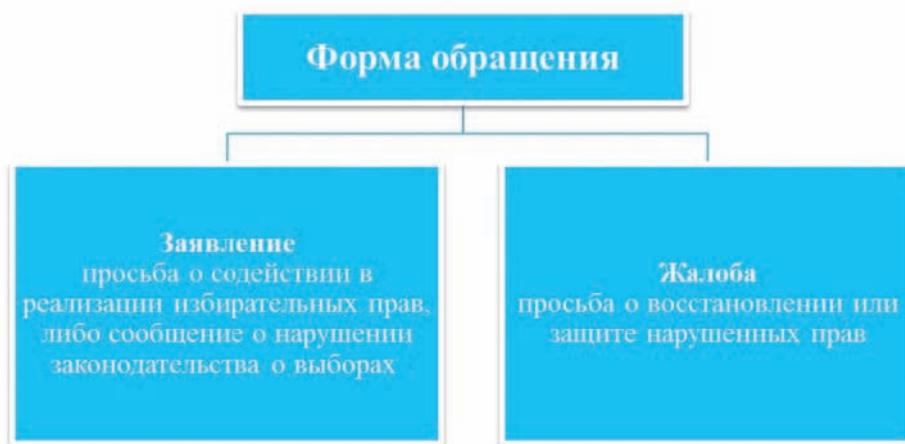 Форма обращения
Заявление
просьба о содействии в
реализации избирательных прав,
либо сообщение о нарушении
законодательства о выборах
Жалоба
просьба о восстановлении или
защите нарушенных прав